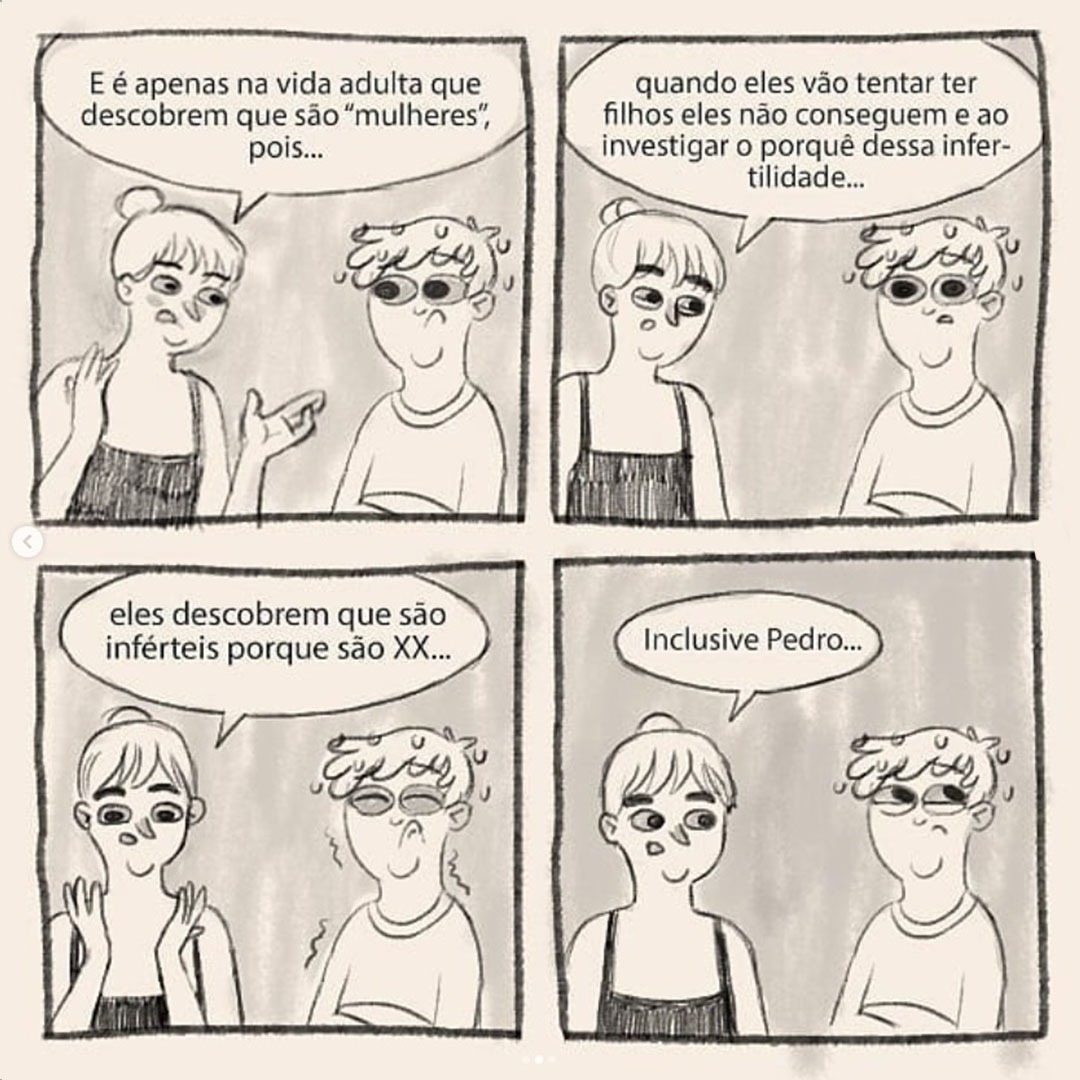 E é apenas na vida adulta que
descobrem que são “mulheres”,
pois...
quando eles vão tentar ter
filhos eles não conseguem e ao
investigar o porquê dessa infer-
tilidade...
eles descobrem que são
inférteis porque são XX...
Inclusive Pedro...